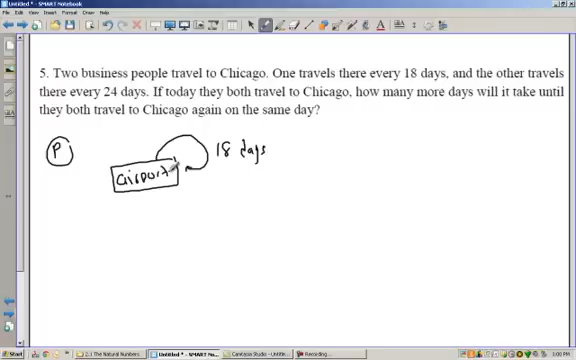 Untitled * - SMART Notebook
File Edit View Insert Format Draw Help
5. Two business people travel to Chicago. One travels there every 18 days, and the other travels
there every 24 days. If today they both travel to Chicago, how many more days will it take until
they both travel to Chicago again on the same day?
P
18 days
airport
Start
2.1 The Natural Numbers
Untitled * - SMART No...
Camtasia Studio - Untitle...
Recording...
3:00 PM